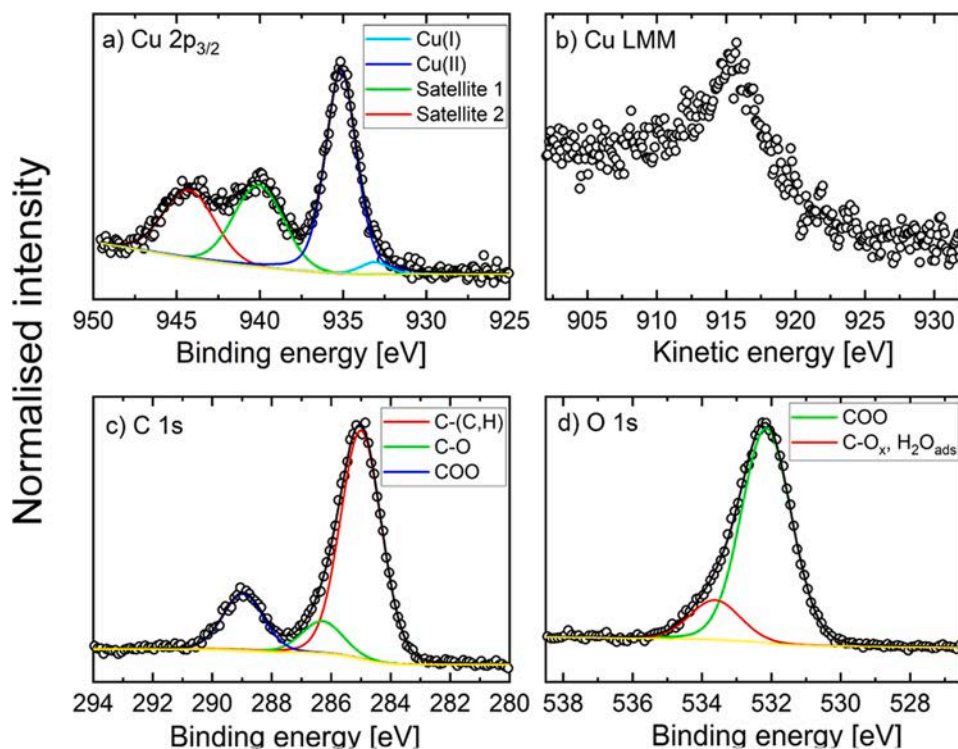 Normalised intensity
a) Cu 2p3/2
Cu(I)
Cu(II)
Satellite 1
Satellite 2
950 945 940 935 930 925
Binding energy [eV]
b) Cu LMM
905 910 915 920 925 930
Kinetic energy [eV]
c) C 1s
C-(C,H)
C-O
COO
294 292 290 288 286 284 282 280
Binding energy [eV]
d) O 1s
COO
C-Ox, H2Oads
538 536 534 532 530 528
Binding energy [eV]